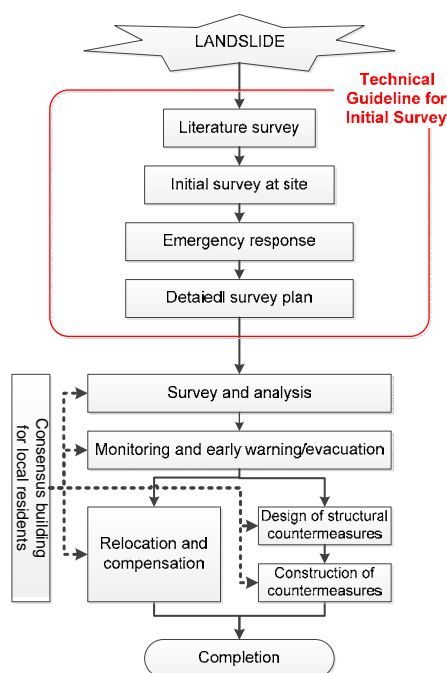 LANDSLIDE
Technical
Guideline for
Initial Survey
Literature survey
Initial survey at site
Emergency response
Detaiedl survey plan
Survey and analysis
Consensus building
for local residents
Monitoring and early warning/evacuation
Relocation and
compensation
Design of structural
countermeasures
Construction of
countermeasures
Completion